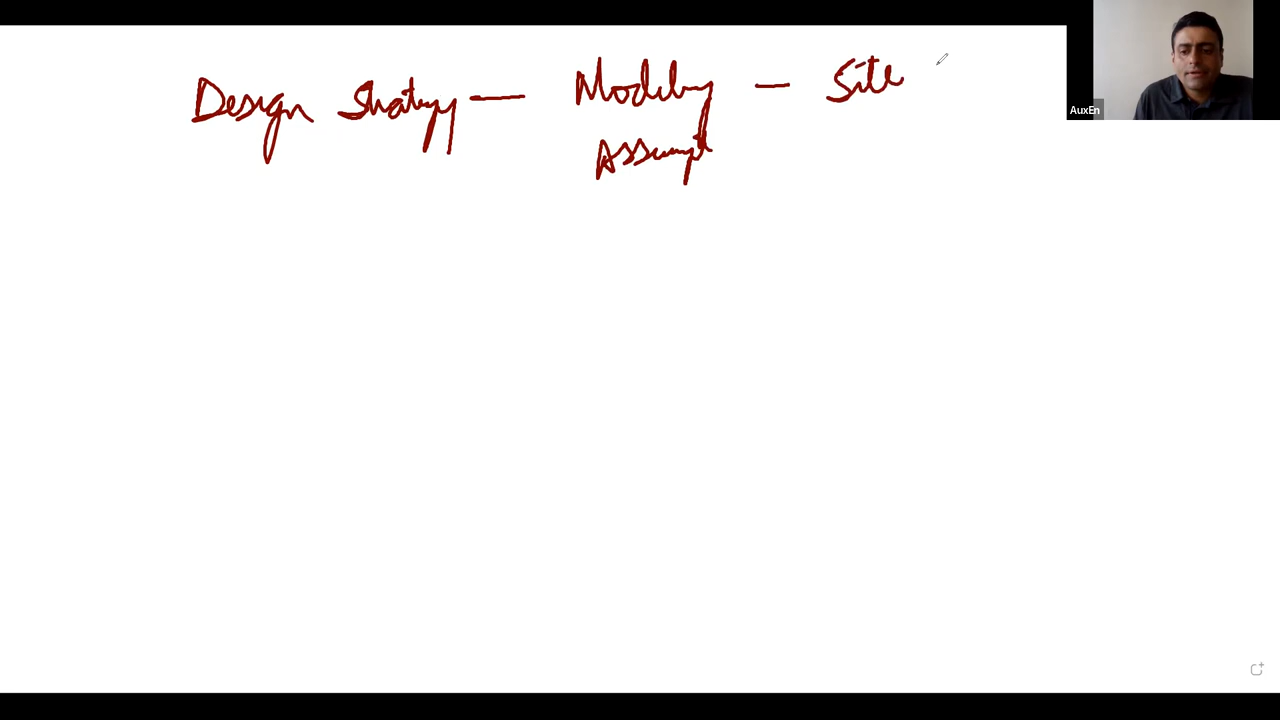 Design Strategy — Modeling — Site
Assumpt
AuxEn